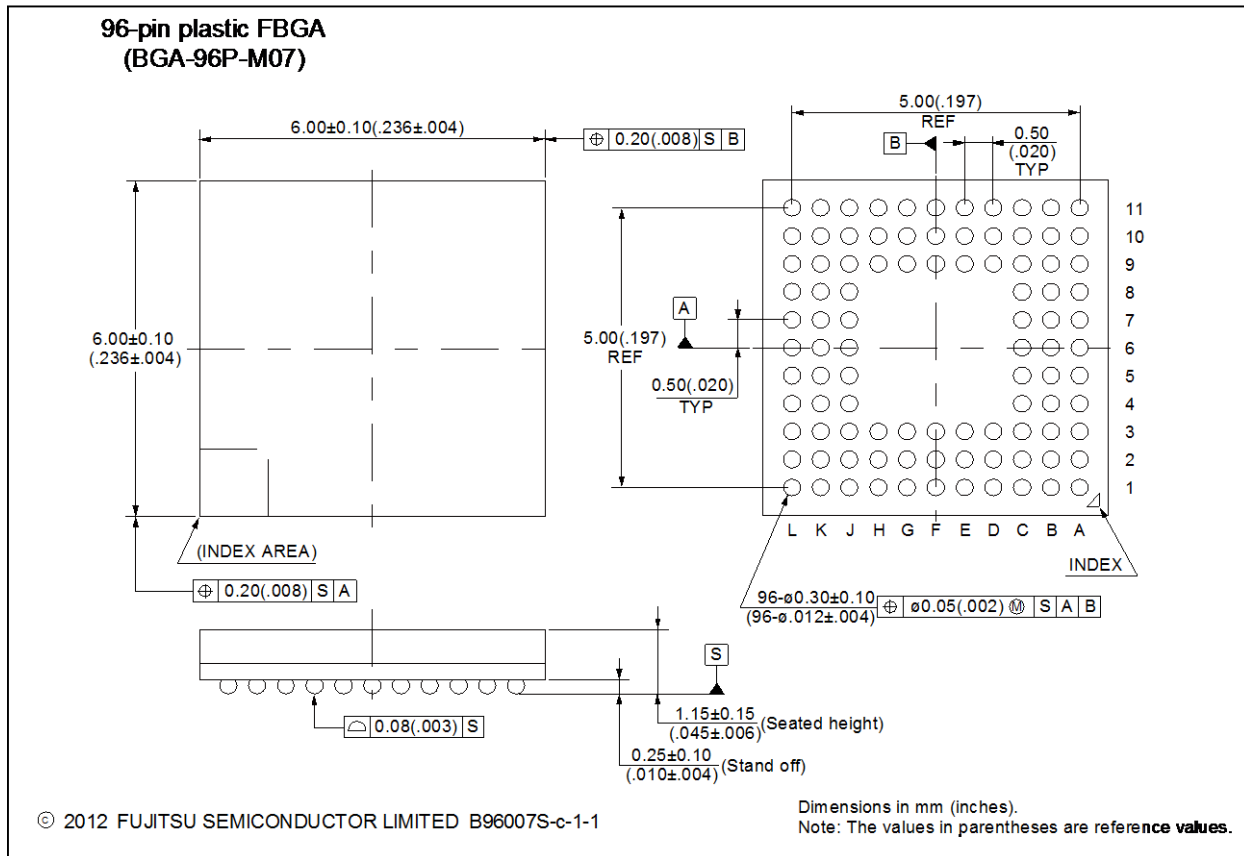 96-pin plastic FBGA
(BGA-96P-M07)
6.00±0.10(.236±.004)
⌖ 0.20(.008) S B
6.00±0.10
(.236±.004)
(INDEX AREA)
⌖ 0.20(.008) S A
5.00(.197)
REF
B
0.50
(.020)
TYP
A
5.00(.197)
REF
0.50(.020)
TYP
11
10
9
8
7
6
5
4
3
2
1
L K J H G F E D C B A
INDEX
96-ø0.30±0.10
(96-ø.012±.004)
⌖ ø0.05(.002) Ⓜ S A B
S
⌓ 0.08(.003) S
1.15±0.15
(.045±.006)
(Seated height)
0.25±0.10
(.010±.004)
(Stand off)
© 2012 FUJITSU SEMICONDUCTOR LIMITED B96007S-c-1-1
Dimensions in mm (inches).
Note: The values in parentheses are reference values.